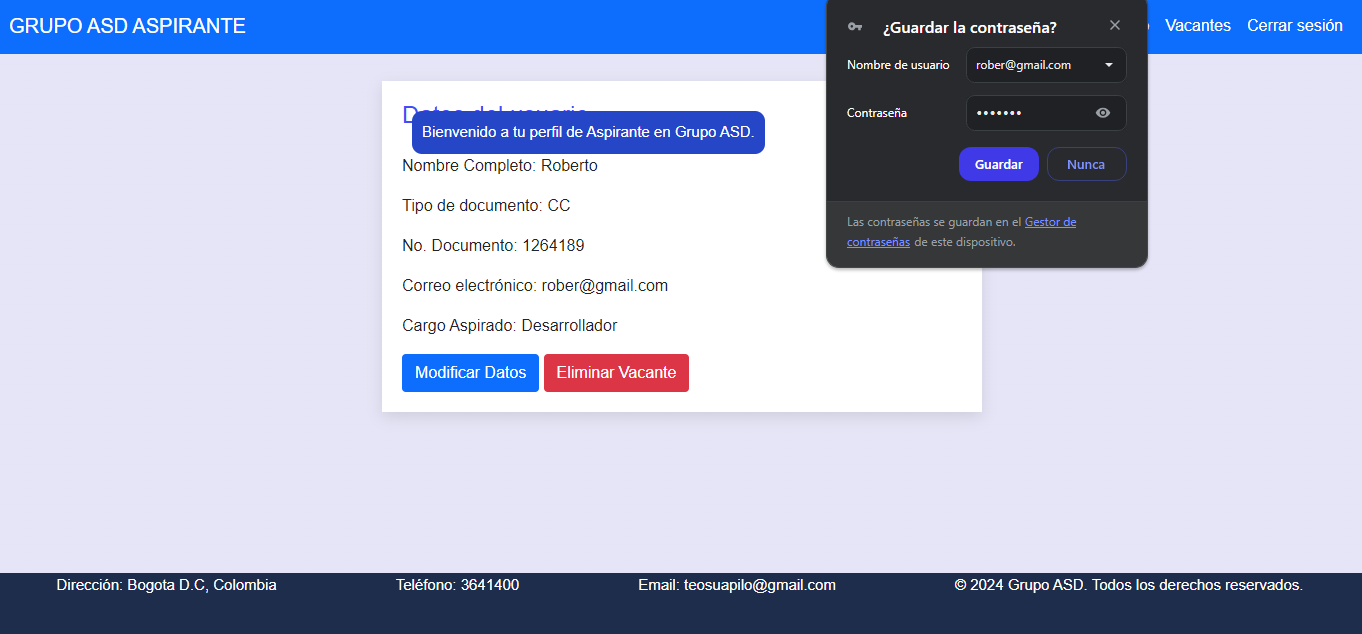 GRUPO ASD ASPIRANTE
Vacantes
Cerrar sesión
¿Guardar la contraseña?
Nombre de usuario
rober@gmail.com
Contraseña
•••••••
Guardar
Nunca
Las contraseñas se guardan en el Gestor de
contraseñas de este dispositivo.
Datos del usuario
Bienvenido a tu perfil de Aspirante en Grupo ASD.
Nombre Completo: Roberto
Tipo de documento: CC
No. Documento: 1264189
Correo electrónico: rober@gmail.com
Cargo Aspirado: Desarrollador
Modificar Datos
Eliminar Vacante
Dirección: Bogota D.C, Colombia
Teléfono: 3641400
Email: teosuapilo@gmail.com
© 2024 Grupo ASD. Todos los derechos reservados.